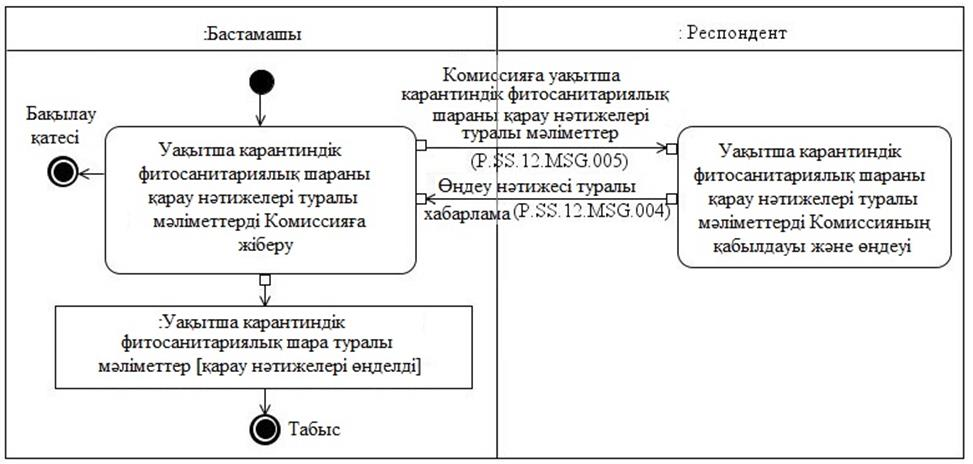 :Бастамашы
: Респондент
Бақылау
қатесі
Уақытша карантиндік
фитосанитариялық шараны
қарау нәтижелері туралы
мәліметтерді Комиссияға
жіберу
Комиссияға уақытша
карантиндік фитосанитариялық
шараны қарау нәтижелері
туралы мәліметтер
(P.SS.12.MSG.005)
Өңдеу нәтижесі туралы
хабарлама (P.SS.12.MSG.004)
Уақытша карантиндік
фитосанитариялық шараны
қарау нәтижелері туралы
мәліметтерді Комиссияның
қабылдауы және өңдеуі
:Уақытша карантиндік
фитосанитариялық шара туралы
мәліметтер [қарау нәтижелері өңделді]
Табыс